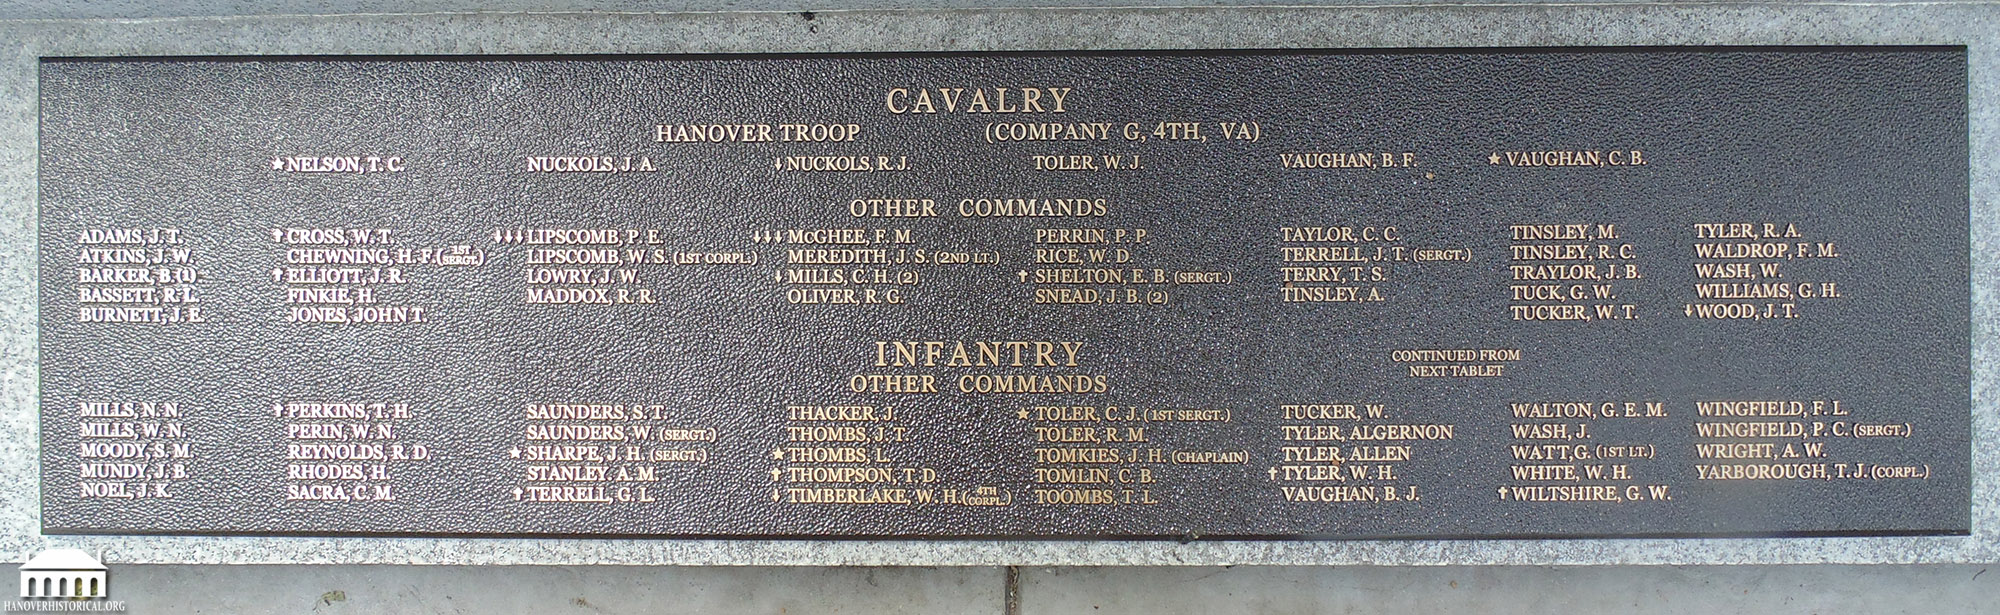 CAVALRY
HANOVER TROOP (COMPANY G, 4TH, VA)
★NELSON, T. C. NUCKOLS, J. A. ↓NUCKOLS, R. J. TOLER, W. J. VAUGHAN, B. F. ★VAUGHAN, C. B.
OTHER COMMANDS
ADAMS, J. T. †CROSS, W. T. ↓↓↓LIPSCOMB, P. E. ↓↓↓McGHEE, F. M. PERRIN, P. P. TAYLOR, C. C. TINSLEY, M. TYLER, R. A.
ATKINS, J. W. CHEWNING, H. F. (1ST SERGT.) LIPSCOMB, W. S. (1ST CORPL.) MEREDITH, J. S. (2ND LT.) RICE, W. D. TERRELL, J. T. (SERGT.) TINSLEY, R. C. WALDROP, F. M.
BARKER, B. (1) †ELLIOTT, J. R. LOWRY, J. W. ↓MILLS, C. H. (2) †SHELTON, E. B. (SERGT.) TERRY, T. S. TRAYLOR, J. B. WASH, W.
BASSETT, R. L. FINKIE, H. MADDOX, R. R. OLIVER, R. G. SNEAD, J. B. (2) TINSLEY, A. TUCK, G. W. WILLIAMS, G. H.
BURNETT, J. E. JONES, JOHN T. TUCKER, W. T. ↓WOOD, J. T.
INFANTRY
OTHER COMMANDS
CONTINUED FROM
NEXT TABLET
MILLS, N. N. †PERKINS, T. H. SAUNDERS, S. T. THACKER, J. ★TOLER, C. J. (1ST SERGT.) TUCKER, W. WALTON, G. E. M. WINGFIELD, F. L.
MILLS, W. N. PERIN, W. N. SAUNDERS, W. (SERGT.) THOMBS, J. T. TOLER, R. M. TYLER, ALGERNON WASH, J. WINGFIELD, P. C. (SERGT.)
MOODY, S. M. REYNOLDS, R. D. ★SHARPE, J. H. (SERGT.) ★THOMBS, L. TOMKIES, J. H. (CHAPLAIN) TYLER, ALLEN WATT, G. (1ST LT.) WRIGHT, A. W.
MUNDY, J. B. RHODES, H. STANLEY, A. M. †THOMPSON, T. D. TOMLIN, C. B. †TYLER, W. H. WHITE, W. H. YARBOROUGH, T. J. (CORPL.)
NOEL, J. K. SACRA, C. M. †TERRELL, G. L. ↓TIMBERLAKE, W. H. (4TH CORPL.) TOOMBS, T. L. VAUGHAN, B. J. †WILTSHIRE, G. W.
HANOVERHISTORICAL.ORG